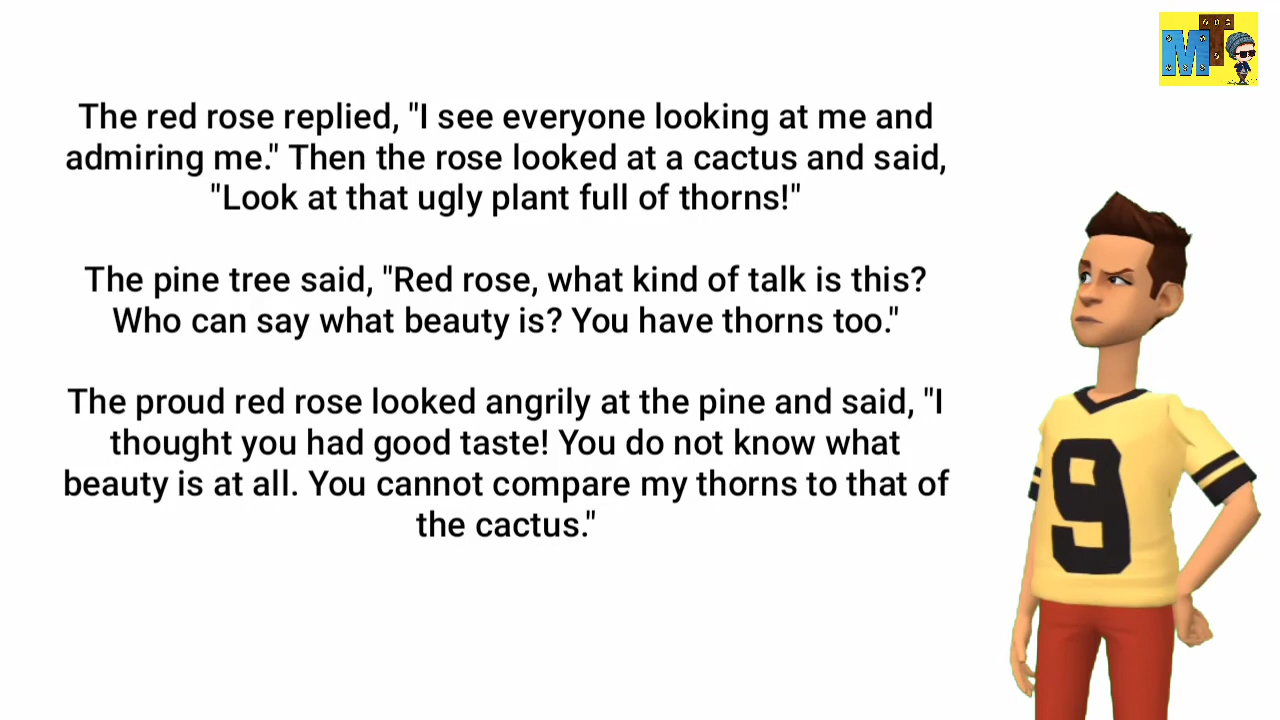 The red rose replied, "I see everyone looking at me and
admiring me." Then the rose looked at a cactus and said,
"Look at that ugly plant full of thorns!"
The pine tree said, "Red rose, what kind of talk is this?
Who can say what beauty is? You have thorns too."
The proud red rose looked angrily at the pine and said, "I
thought you had good taste! You do not know what
beauty is at all. You cannot compare my thorns to that of
the cactus."
MT
9